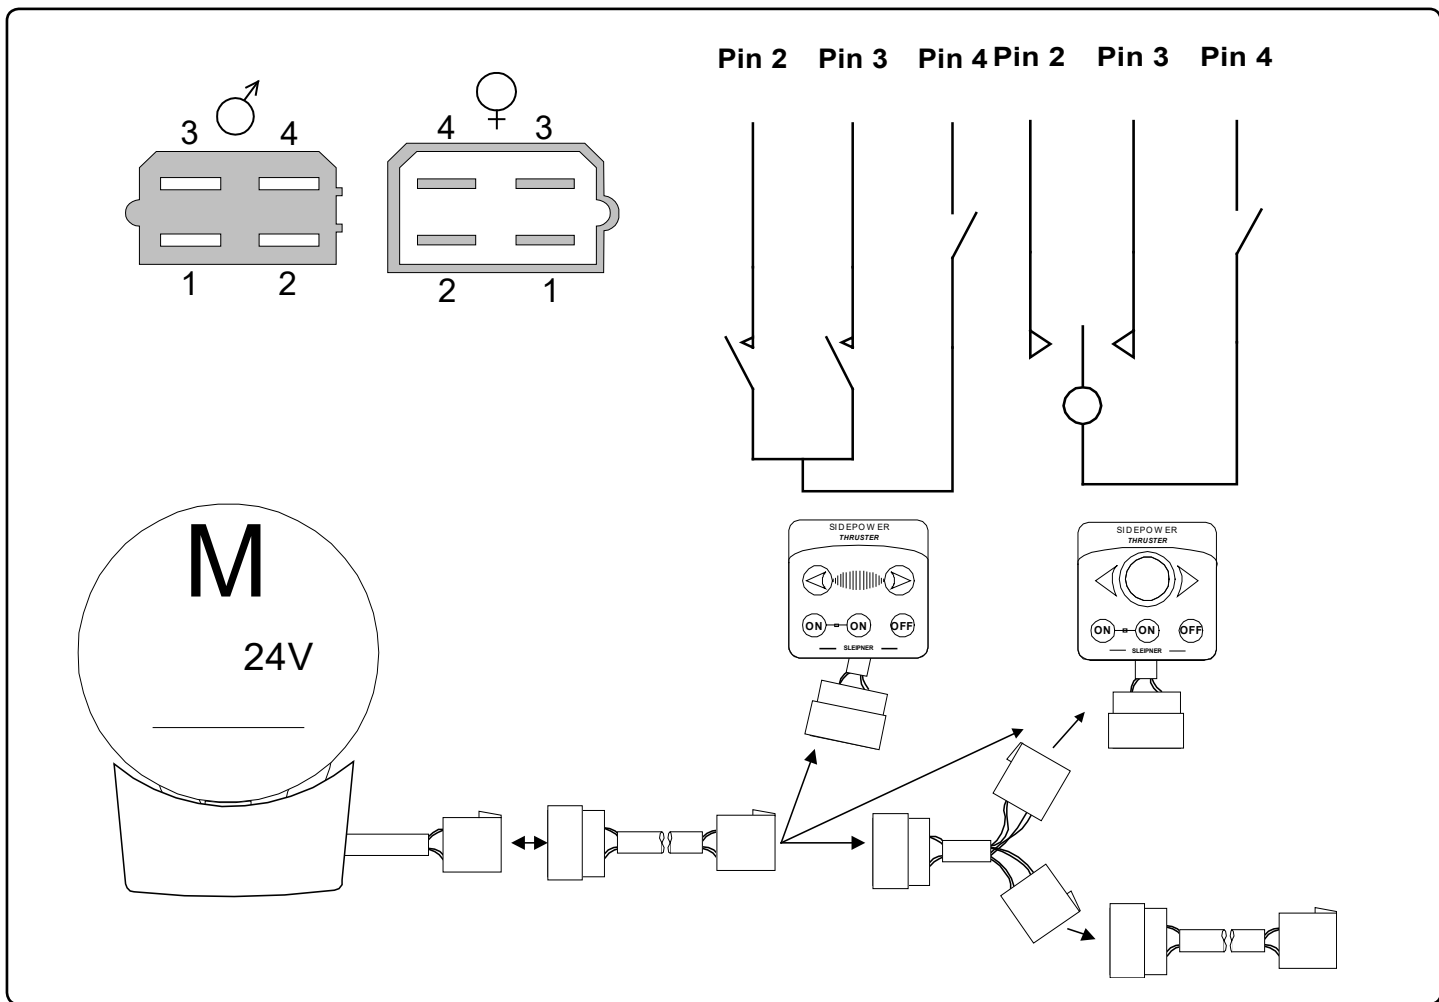 Pin 2 Pin 3 Pin 4 Pin 2 Pin 3 Pin 4
3 4
4 3
1 2
2 1
M
24V
SIDEPOWER
THRUSTER
ON ON OFF
SLEIPNER
SIDEPOWER
THRUSTER
ON ON OFF
SLEIPNER